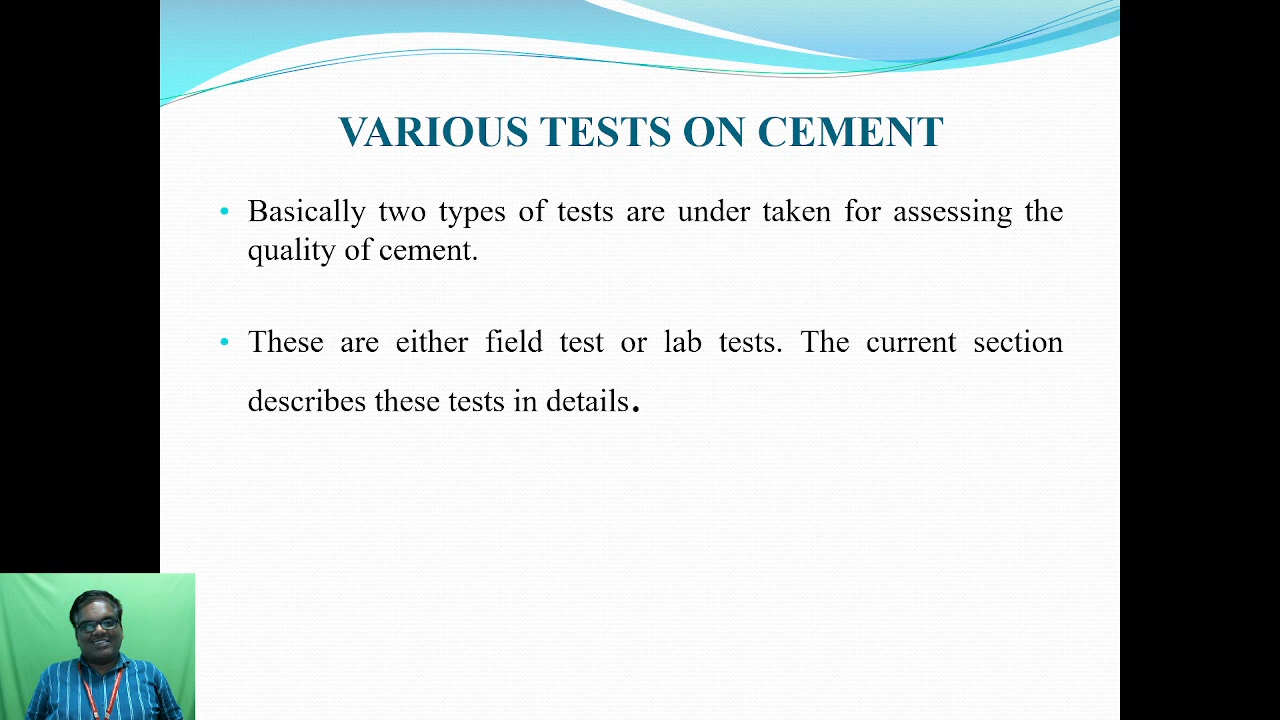 VARIOUS TESTS ON CEMENT
• Basically two types of tests are under taken for assessing the
quality of cement.
• These are either field test or lab tests. The current section
describes these tests in details.